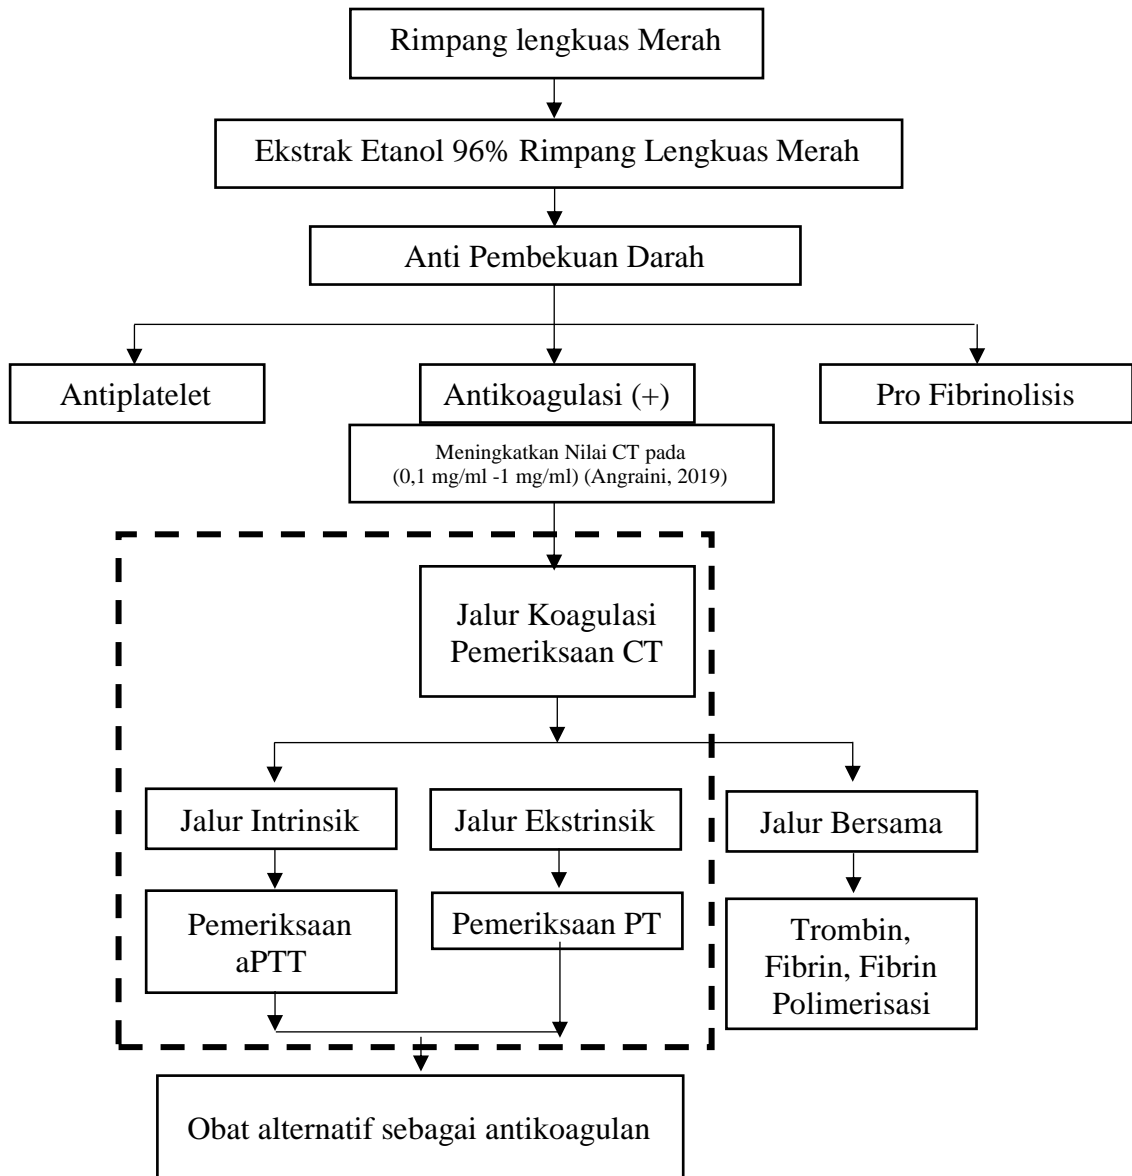 Rimpang lengkuas Merah
Ekstrak Etanol 96% Rimpang Lengkuas Merah
Anti Pembekuan Darah
Antiplatelet
Antikoagulasi (+)
Pro Fibrinolisis
Meningkatkan Nilai CT pada
(0,1 mg/ml -1 mg/ml) (Angraini, 2019)
Jalur Koagulasi
Pemeriksaan CT
Jalur Intrinsik
Jalur Ekstrinsik
Jalur Bersama
Pemeriksaan
aPTT
Pemeriksaan PT
Trombin,
Fibrin, Fibrin
Polimerisasi
Obat alternatif sebagai antikoagulan